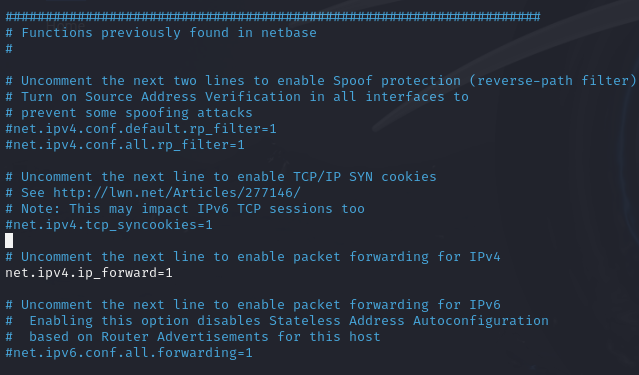 ###################################################################
# Functions previously found in netbase
#
# Uncomment the next two lines to enable Spoof protection (reverse-path filter)
# Turn on Source Address Verification in all interfaces to
# prevent some spoofing attacks
#net.ipv4.conf.default.rp_filter=1
#net.ipv4.conf.all.rp_filter=1
# Uncomment the next line to enable TCP/IP SYN cookies
# See http://lwn.net/Articles/277146/
# Note: This may impact IPv6 TCP sessions too
#net.ipv4.tcp_syncookies=1
# Uncomment the next line to enable packet forwarding for IPv4
net.ipv4.ip_forward=1
# Uncomment the next line to enable packet forwarding for IPv6
#  Enabling this option disables Stateless Address Autoconfiguration
#  based on Router Advertisements for this host
#net.ipv6.conf.all.forwarding=1